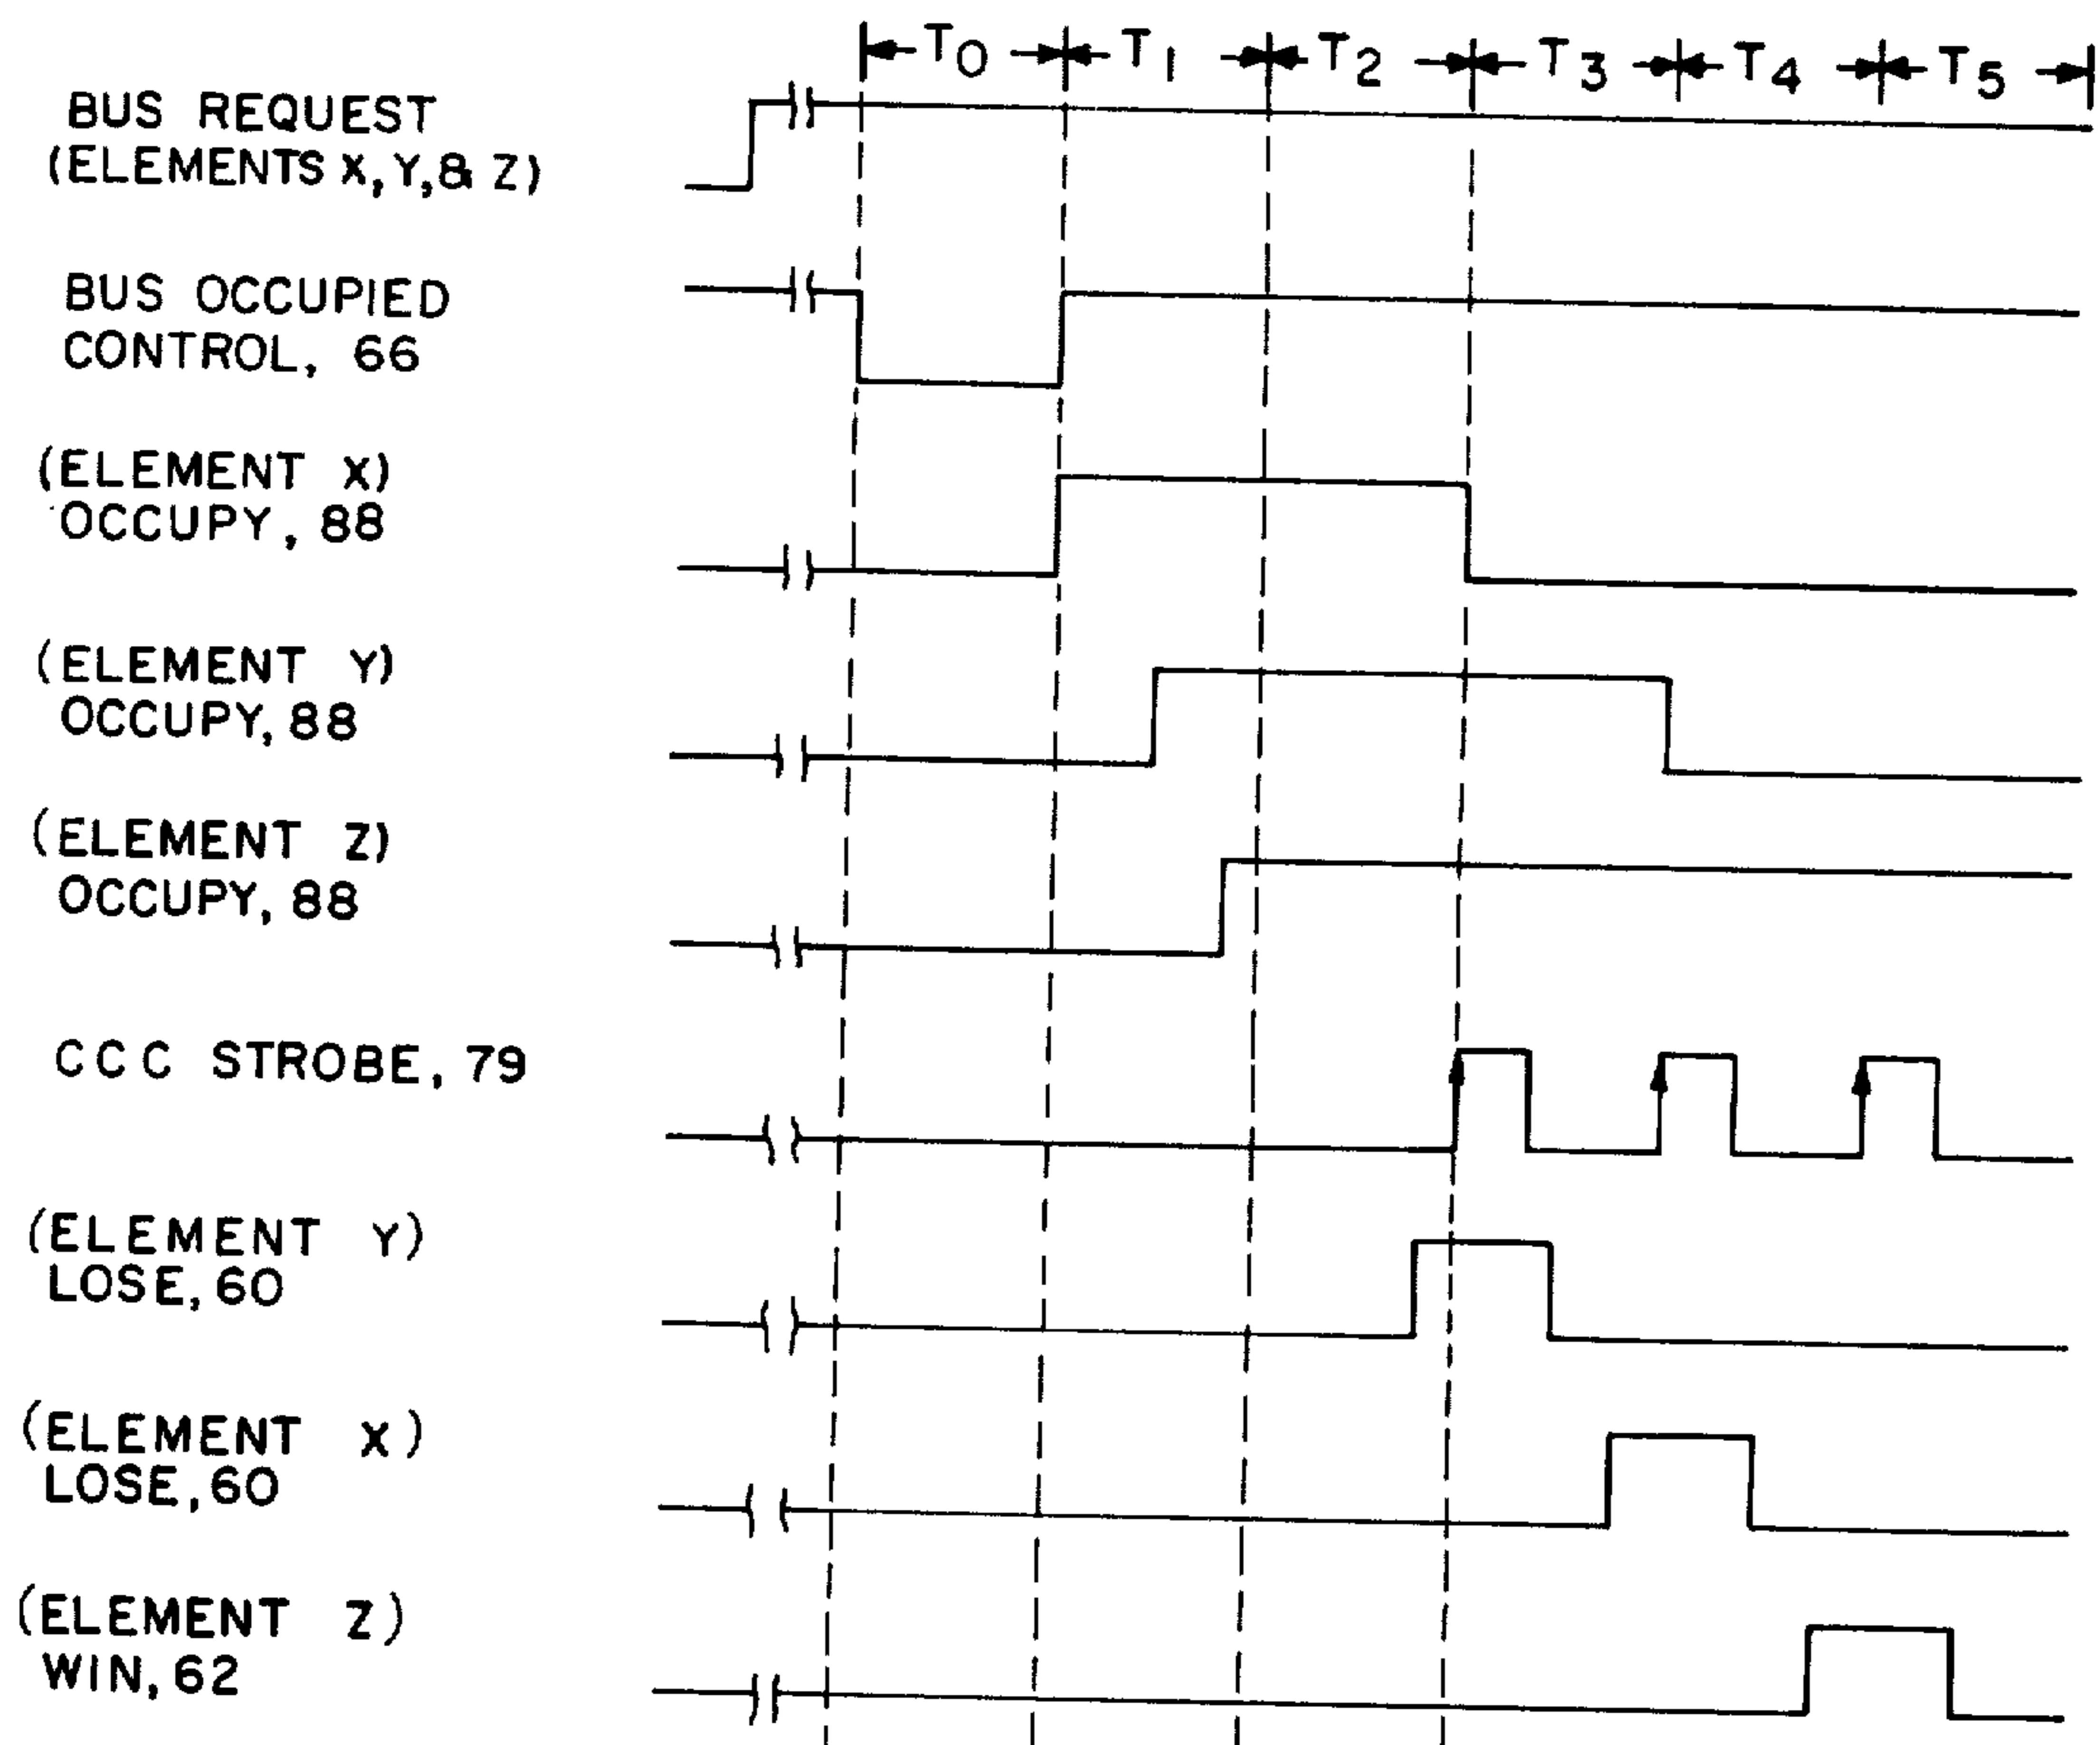 T0 T1 T2 T3 T4 T5
BUS REQUEST
(ELEMENTS X, Y, & Z)
BUS OCCUPIED
CONTROL, 66
(ELEMENT X)
OCCUPY, 88
(ELEMENT Y)
OCCUPY, 88
(ELEMENT Z)
OCCUPY, 88
CCC STROBE, 79
(ELEMENT Y)
LOSE, 60
(ELEMENT X)
LOSE, 60
(ELEMENT Z)
WIN, 62